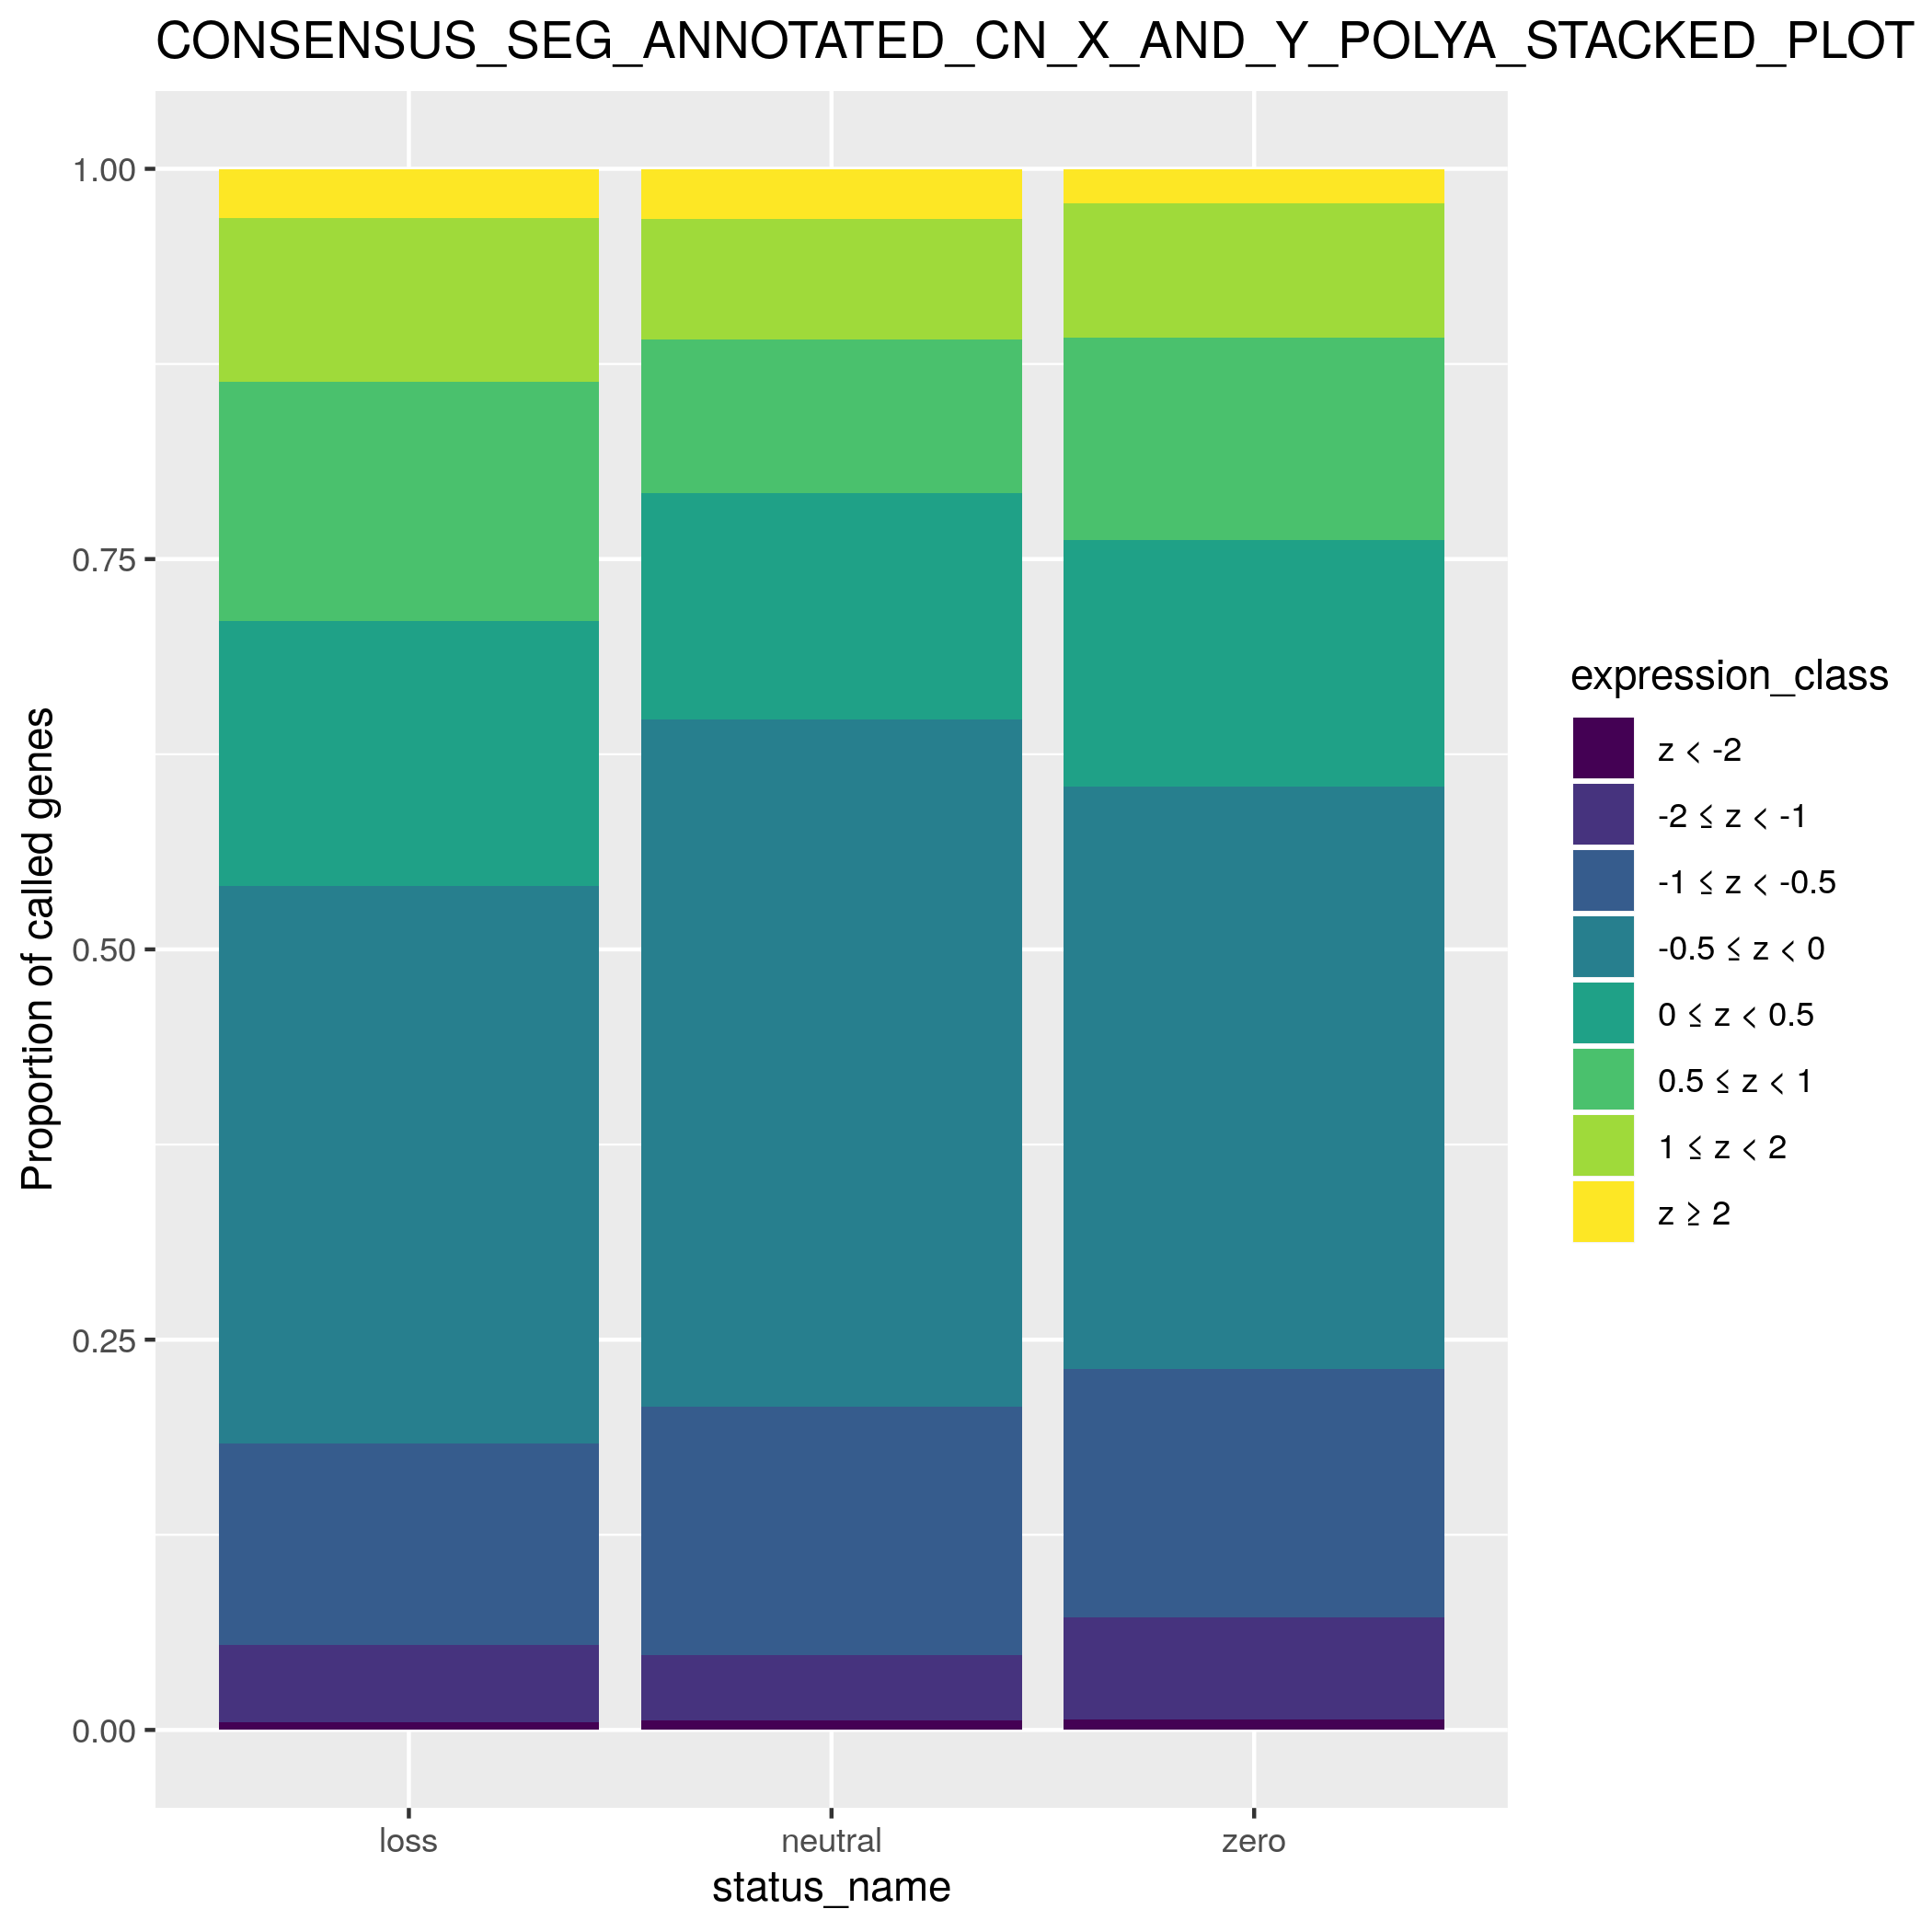 CONSENSUS_SEG_ANNOTATED_CN_X_AND_Y_POLYA_STACKED_PLOT
Proportion of called genes
1.00
0.75
0.50
0.25
0.00
loss
neutral
zero
status_name
expression_class
z < -2
-2 ≤ z < -1
-1 ≤ z < -0.5
-0.5 ≤ z < 0
0 ≤ z < 0.5
0.5 ≤ z < 1
1 ≤ z < 2
z ≥ 2